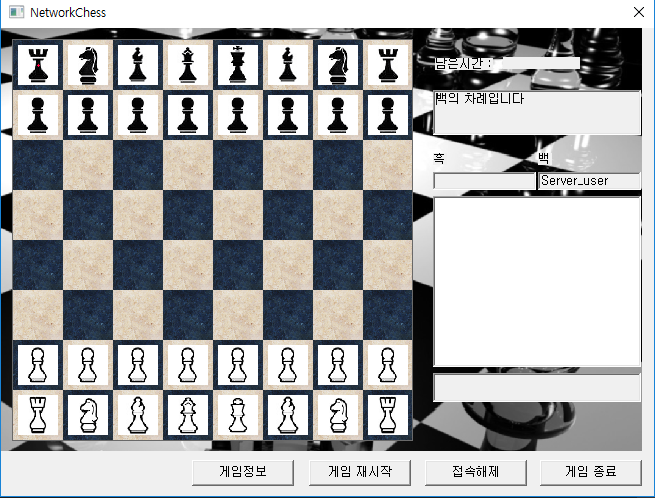 NetworkChess
남은시간 :
백의 차례입니다
흑 백
Server_user
게임정보 게임 재시작 접속해제 게임 종료